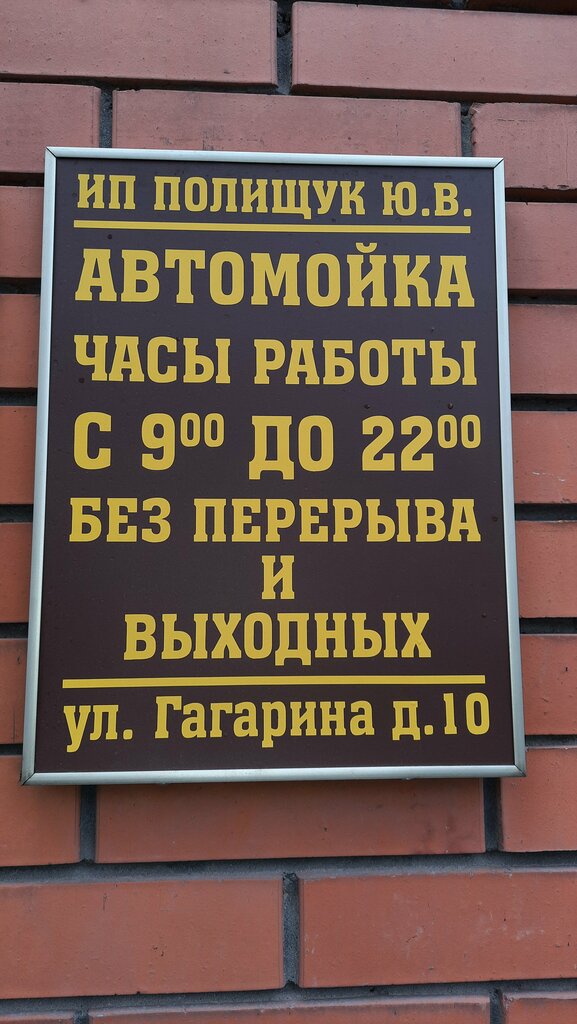 ИП ПОЛИЩУК Ю.В.
АВТОМОЙКА
ЧАСЫ РАБОТЫ
С 9⁰⁰ ДО 22⁰⁰
БЕЗ ПЕРЕРЫВА
И
ВЫХОДНЫХ
ул. Гагарина д.10